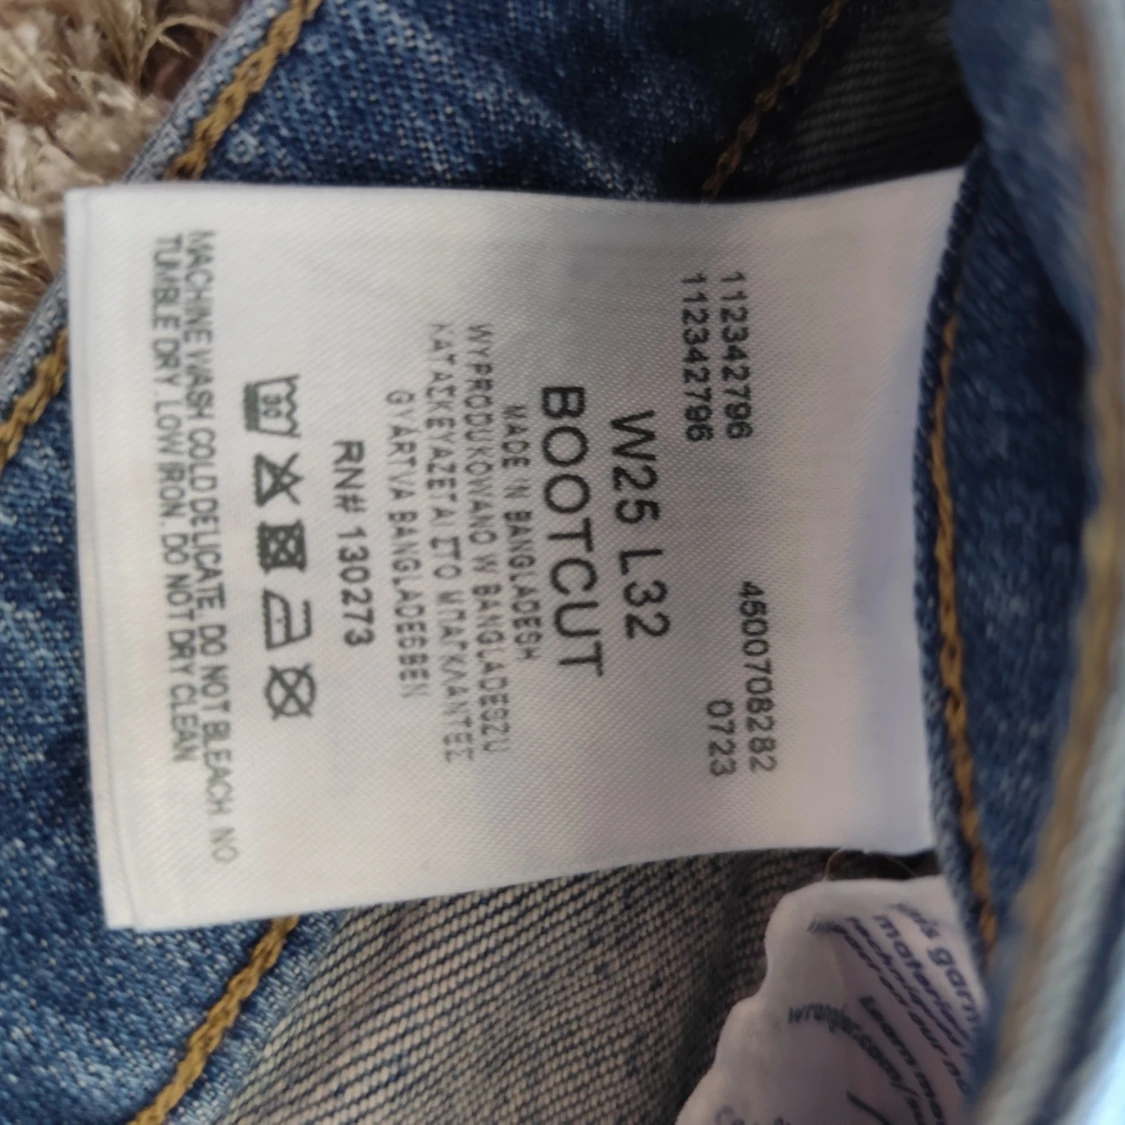 112342796
112342796
4500708282
0723
W25 L32
BOOTCUT
MADE IN BANGLADESH
WYPRODUKOWANO W BANGLADESZU
ΚΑΤΑΣΚΕΥΑΖΕΤΑΙ ΣΤΟ ΜΠΑΓΚΛΑΝΤΕΣ
GYÁRTVA BANGLADESBEN
RN# 130273
30
MACHINE WASH COLD DELICATE. DO NOT BLEACH. NO
TUMBLE DRY. LOW IRON. DO NOT DRY CLEAN